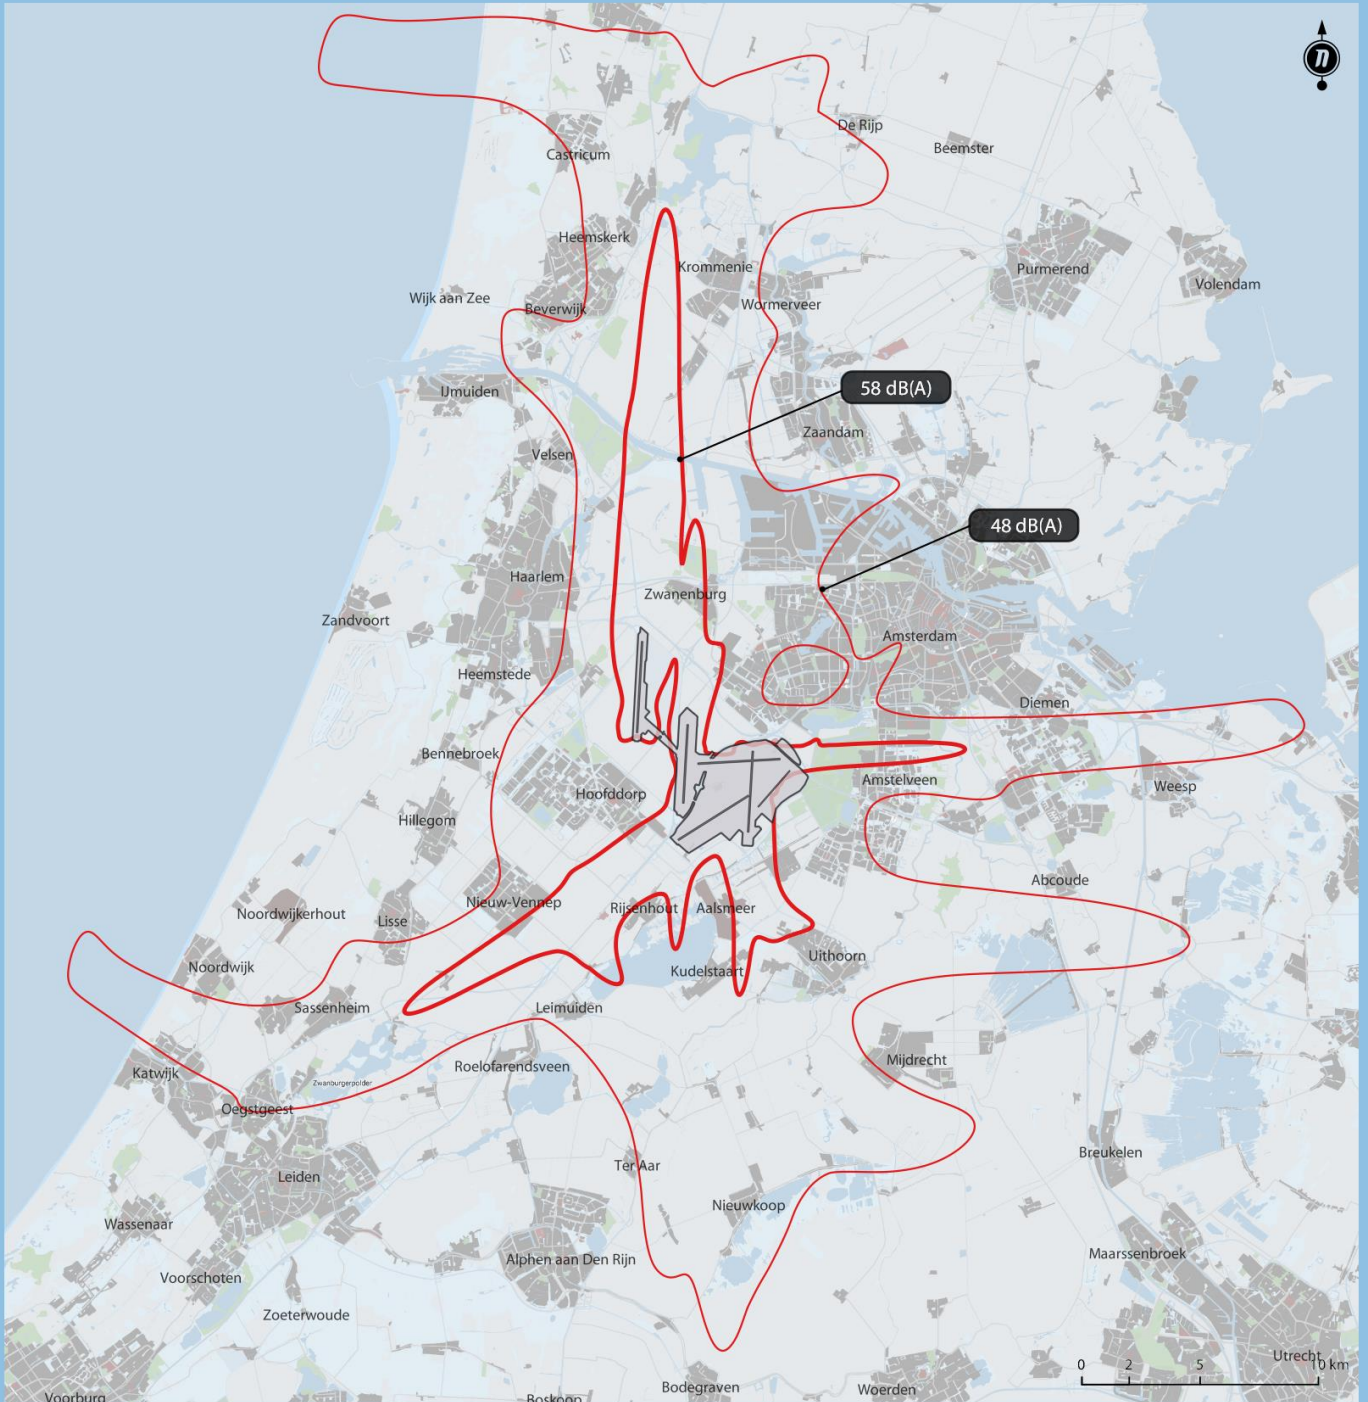 n
De Rijp
Beemster
Castricum
Heemskerk
Krommenie
Purmerend
Volendam
Wijk aan Zee
Beverwijk
Wormerveer
58 dB(A)
IJmuiden
Zaandam
Velsen
48 dB(A)
Haarlem
Zwanenburg
Zandvoort
Amsterdam
Heemstede
Diemen
Bennebroek
Amstelveen
Weesp
Hoofddorp
Hillegom
Abcoude
Nieuw-Vennep
Noordwijkerhout
Lisse
Rijsenhout
Aalsmeer
Uithoorn
Noordwijk
Kudelstaart
Sassenheim
Leimuiden
Mijdrecht
Roelofarendsveen
Katwijk
Zwanburgerpolder
Oegstgeest
Breukelen
Ter Aar
Leiden
Nieuwkoop
Wassenaar
Maarssenbroek
Alphen aan Den Rijn
Voorschoten
Zoeterwoude
Utrecht
0 2 5 10 km
Bodegraven
Woerden
Voorburg
Boskoop